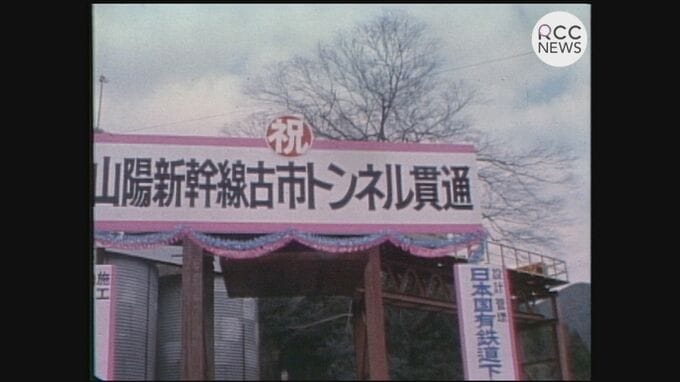 RCC
NEWS
祝
山陽新幹線古市トンネル貫通
施工
設計 管理
日本国有鉄道下